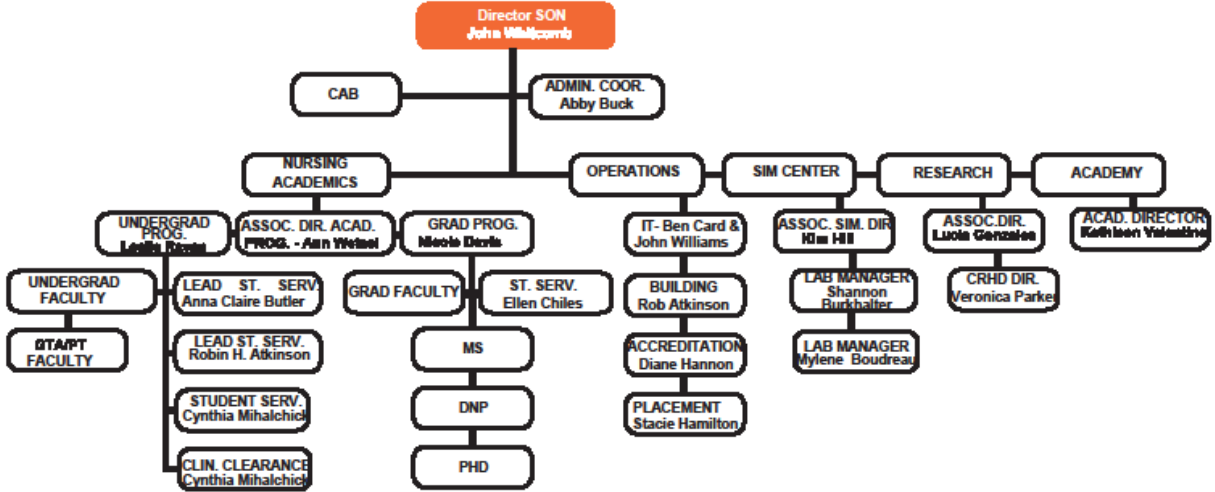 Director SON
John Whitcomb
CAB
ADMIN. COOR.
Abby Buck
NURSING
ACADEMICS
OPERATIONS
SIM CENTER
RESEARCH
ACADEMY
UNDERGRAD
PROG.
Leslie Ravan
ASSOC. DIR. ACAD.
PROG. - Ann Wetsel
GRAD PROG.
Nicole Davis
IT- Ben Card &
John Williams
ASSOC. SIM. DIR
Kim Hill
ASSOC.DIR.
Lucia Gonzales
ACAD. DIRECTOR
Kathleen Valentine
UNDERGRAD
FACULTY
LEAD ST. SERV.
Anna Claire Butler
GRAD FACULTY
ST. SERV.
Ellen Chiles
BUILDING
Rob Atkinson
LAB MANAGER
Shannon
Burkhalter
CRHD DIR.
Veronica Parker
GTA/PT
FACULTY
LEAD ST. SERV.
Robin H. Atkinson
MS
ACCREDITATION
Diane Hannon
LAB MANAGER
Mylene Boudreau
STUDENT SERV.
Cynthia Mihalchick
DNP
PLACEMENT
Stacie Hamilton
CLIN. CLEARANCE
Cynthia Mihalchick
PHD